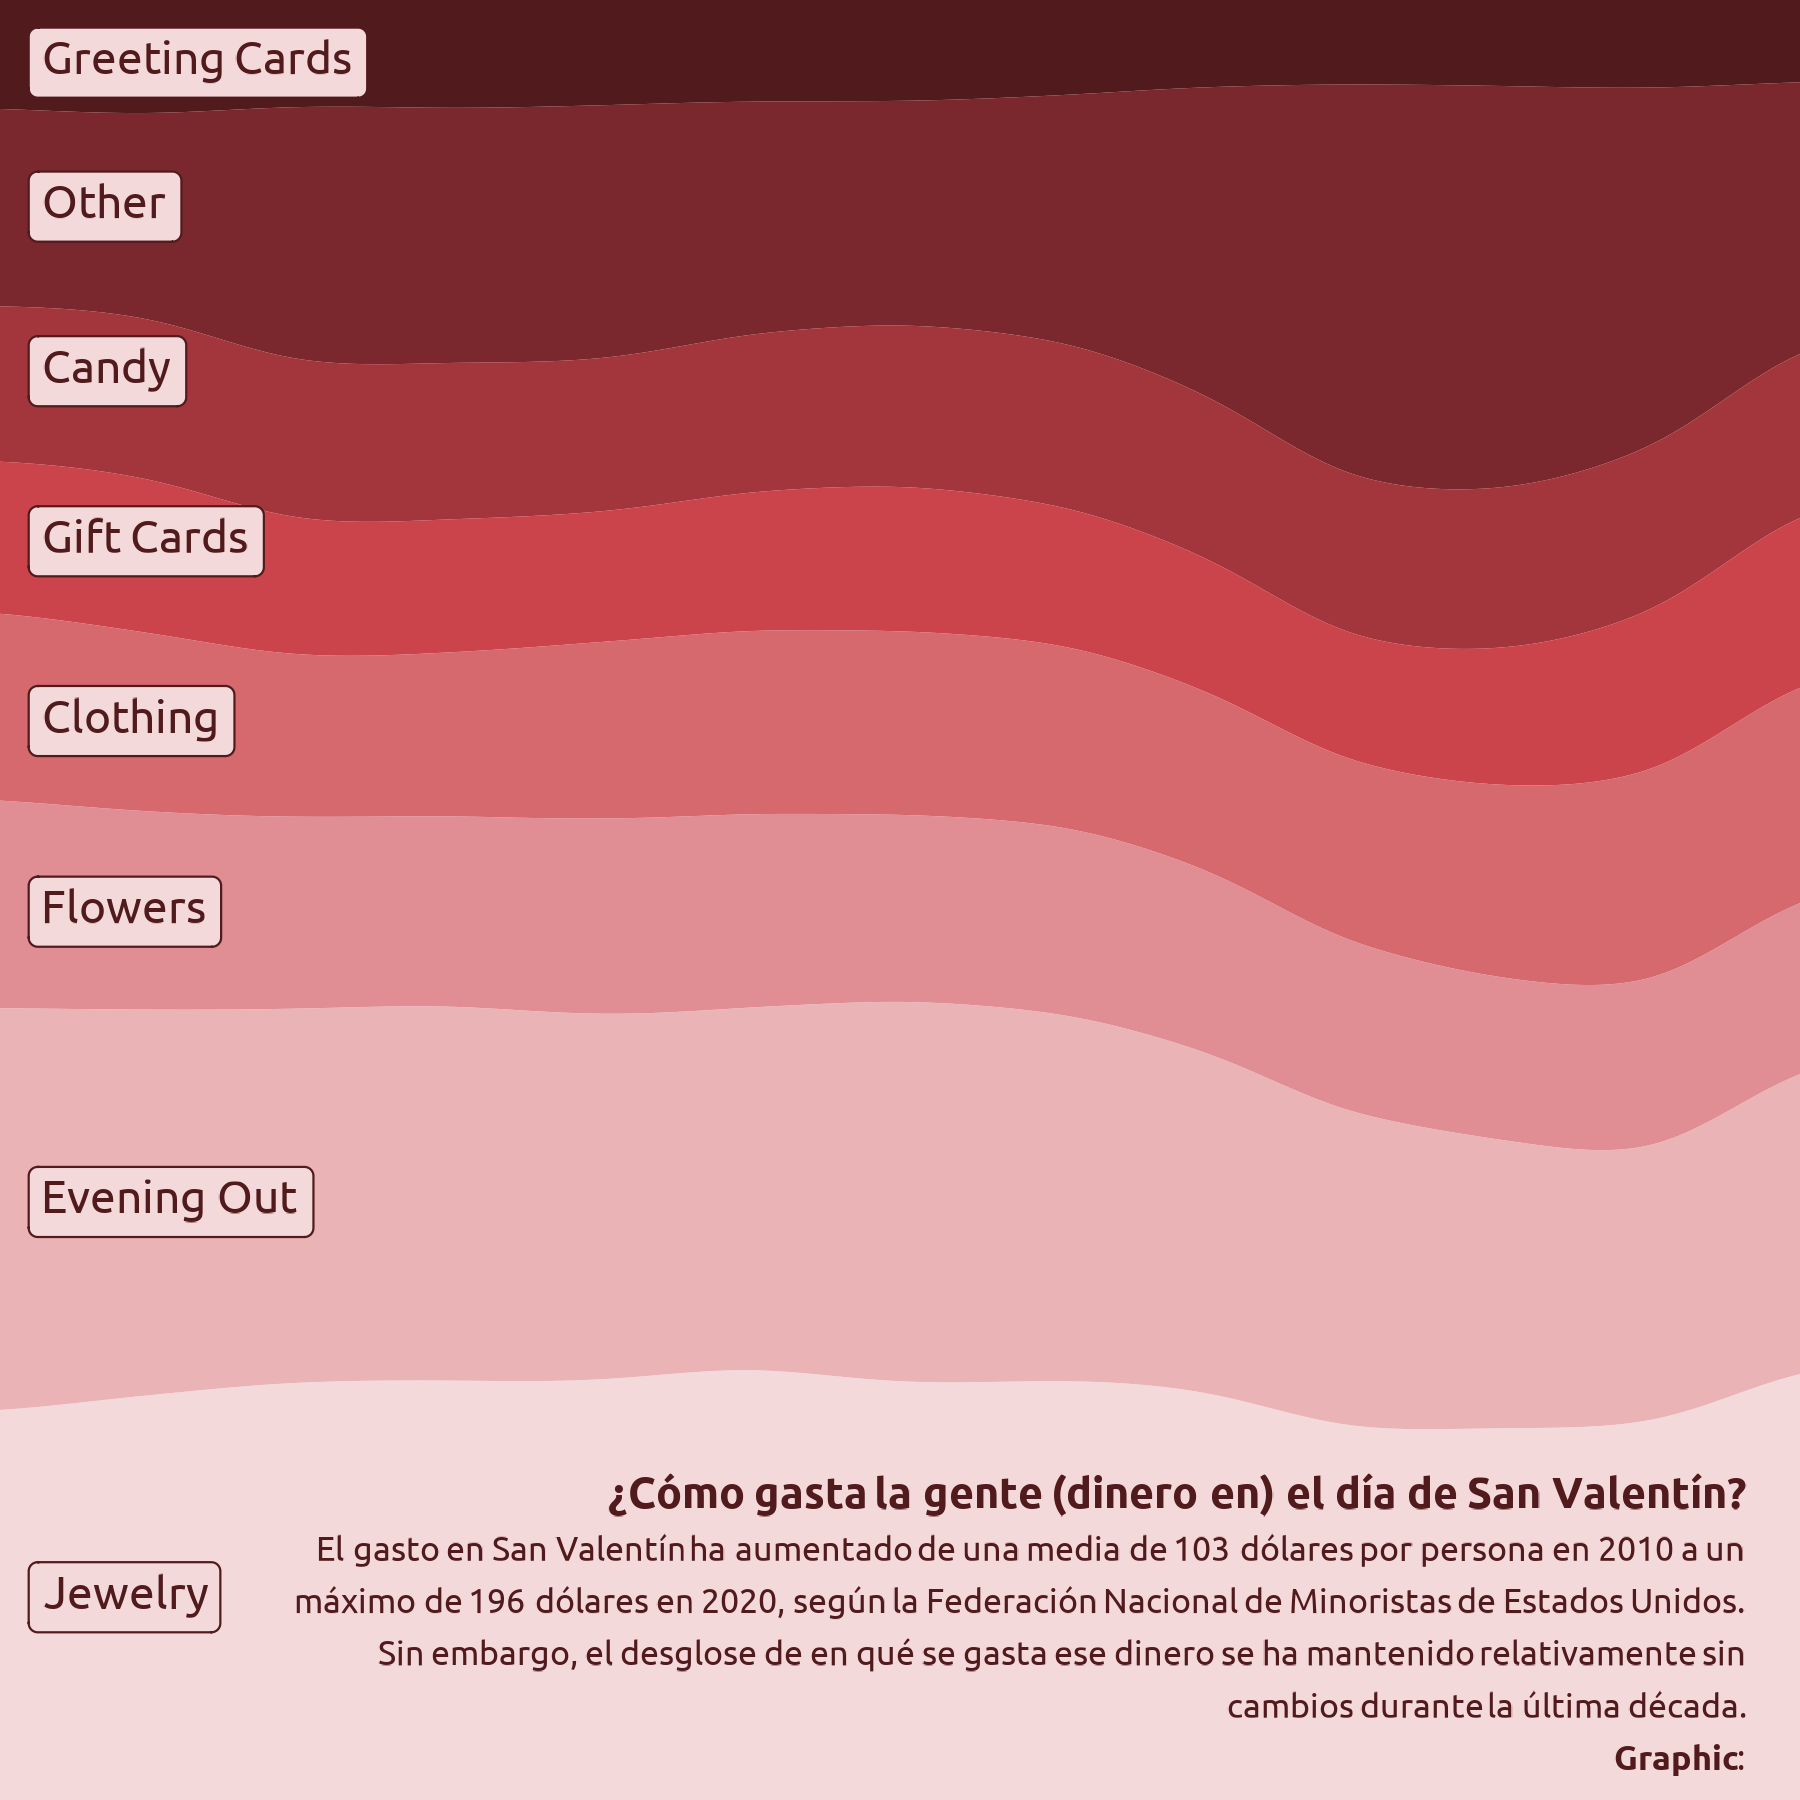 Greeting Cards
Other
Candy
Gift Cards
Clothing
Flowers
Evening Out
Jewelry
¿Cómo gasta la gente (dinero en) el día de San Valentín?
El gasto en San Valentín ha aumentado de una media de 103 dólares por persona en 2010 a un
máximo de 196 dólares en 2020, según la Federación Nacional de Minoristas de Estados Unidos.
Sin embargo, el desglose de en qué se gasta ese dinero se ha mantenido relativamente sin
cambios durante la última década.
Graphic: